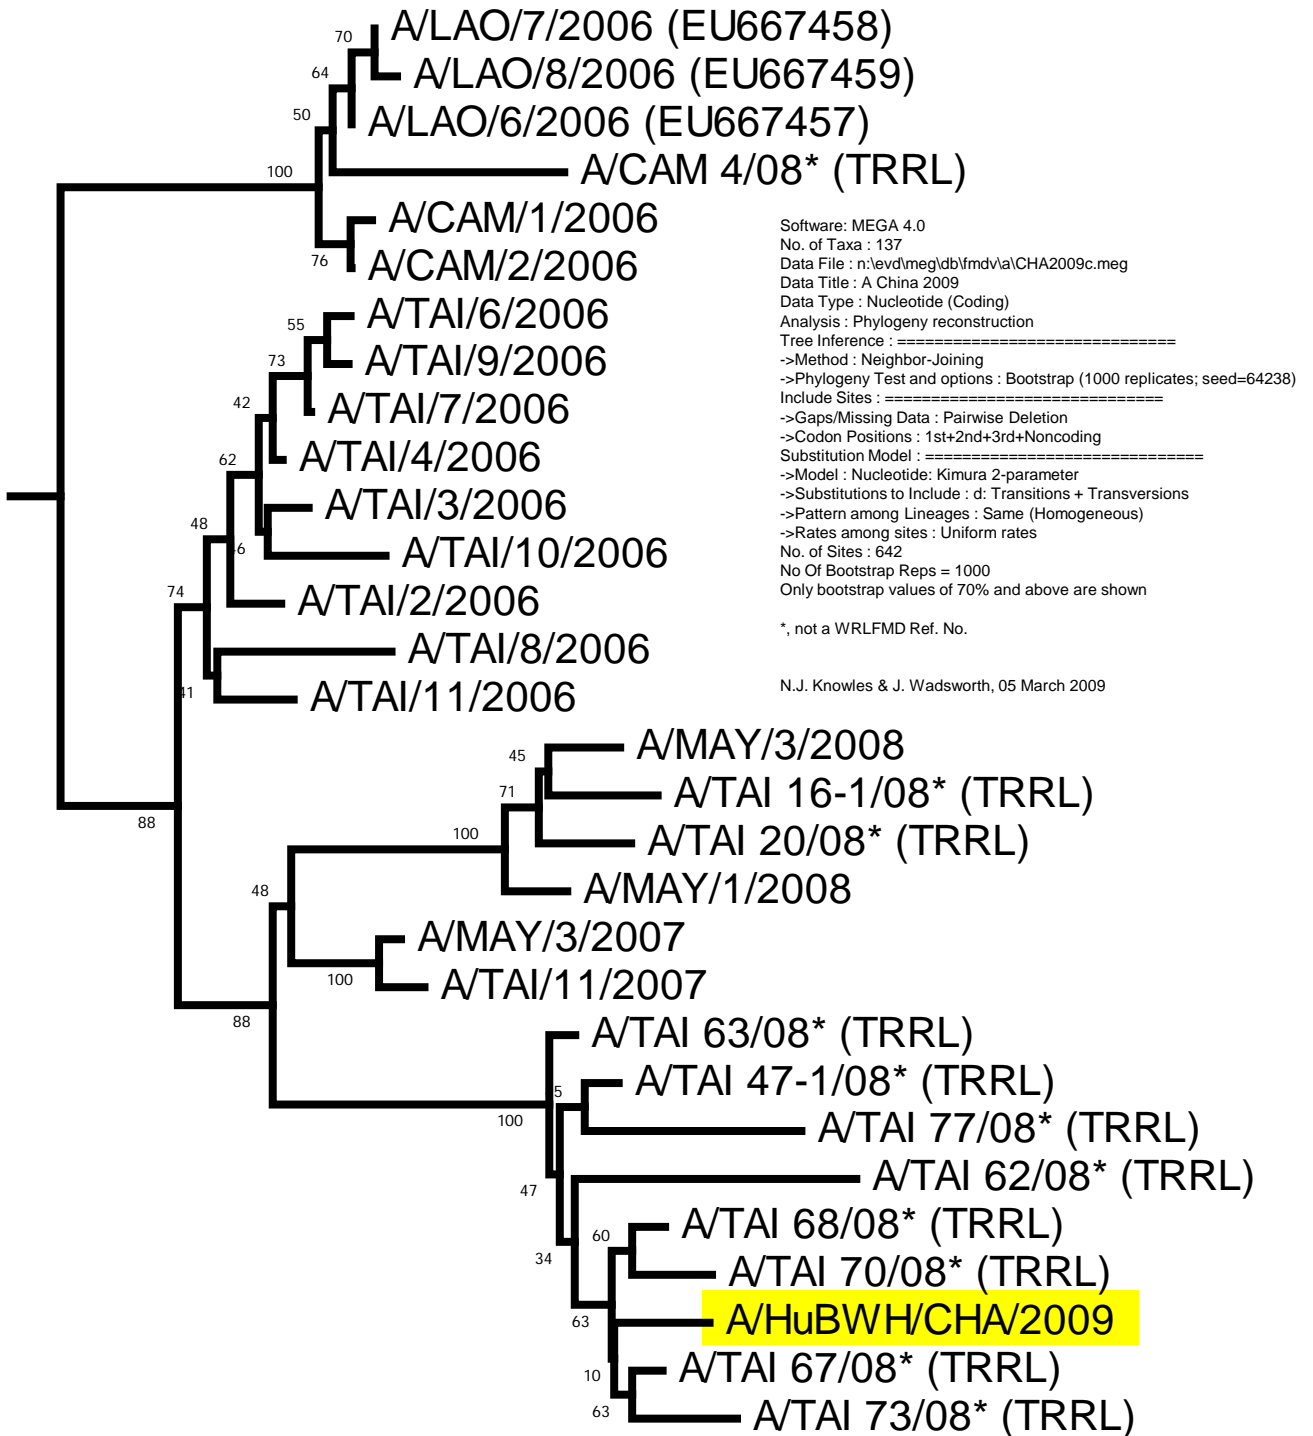 A/LAO/7/2006 (EU667458)
70
A/LAO/8/2006 (EU667459)
64
A/LAO/6/2006 (EU667457)
50
A/CAM 4/08* (TRRL)
100
A/CAM/1/2006
76
A/CAM/2/2006
A/TAI/6/2006
55
A/TAI/9/2006
73
A/TAI/7/2006
42
A/TAI/4/2006
62
A/TAI/3/2006
48
A/TAI/10/2006
74
A/TAI/2/2006
A/TAI/8/2006
41
A/TAI/11/2006
88
Software: MEGA 4.0
No. of Taxa : 137
Data File : n:\evd\meg\db\fmdv\a\CHA2009c.meg
Data Title : A China 2009
Data Type : Nucleotide (Coding)
Analysis : Phylogeny reconstruction
Tree Inference : ==============================
->Method : Neighbor-Joining
->Phylogeny Test and options : Bootstrap (1000 replicates; seed=64238)
Include Sites : ==============================
->Gaps/Missing Data : Pairwise Deletion
->Codon Positions : 1st+2nd+3rd+Noncoding
Substitution Model : ==============================
->Model : Nucleotide: Kimura 2-parameter
->Substitutions to Include : d: Transitions + Transversions
->Pattern among Lineages : Same (Homogeneous)
->Rates among sites : Uniform rates
No. of Sites : 642
No Of Bootstrap Reps = 1000
Only bootstrap values of 70% and above are shown
*, not a WRLFMD Ref. No.
N.J. Knowles & J. Wadsworth, 05 March 2009
A/MAY/3/2008
45
A/TAI 16-1/08* (TRRL)
71
A/TAI 20/08* (TRRL)
100
A/MAY/1/2008
48
A/MAY/3/2007
100
A/TAI/11/2007
88
A/TAI 63/08* (TRRL)
A/TAI 47-1/08* (TRRL)
100
A/TAI 77/08* (TRRL)
A/TAI 62/08* (TRRL)
47
A/TAI 68/08* (TRRL)
60
34
A/TAI 70/08* (TRRL)
A/HuBWH/CHA/2009
63
A/TAI 67/08* (TRRL)
10
63
A/TAI 73/08* (TRRL)